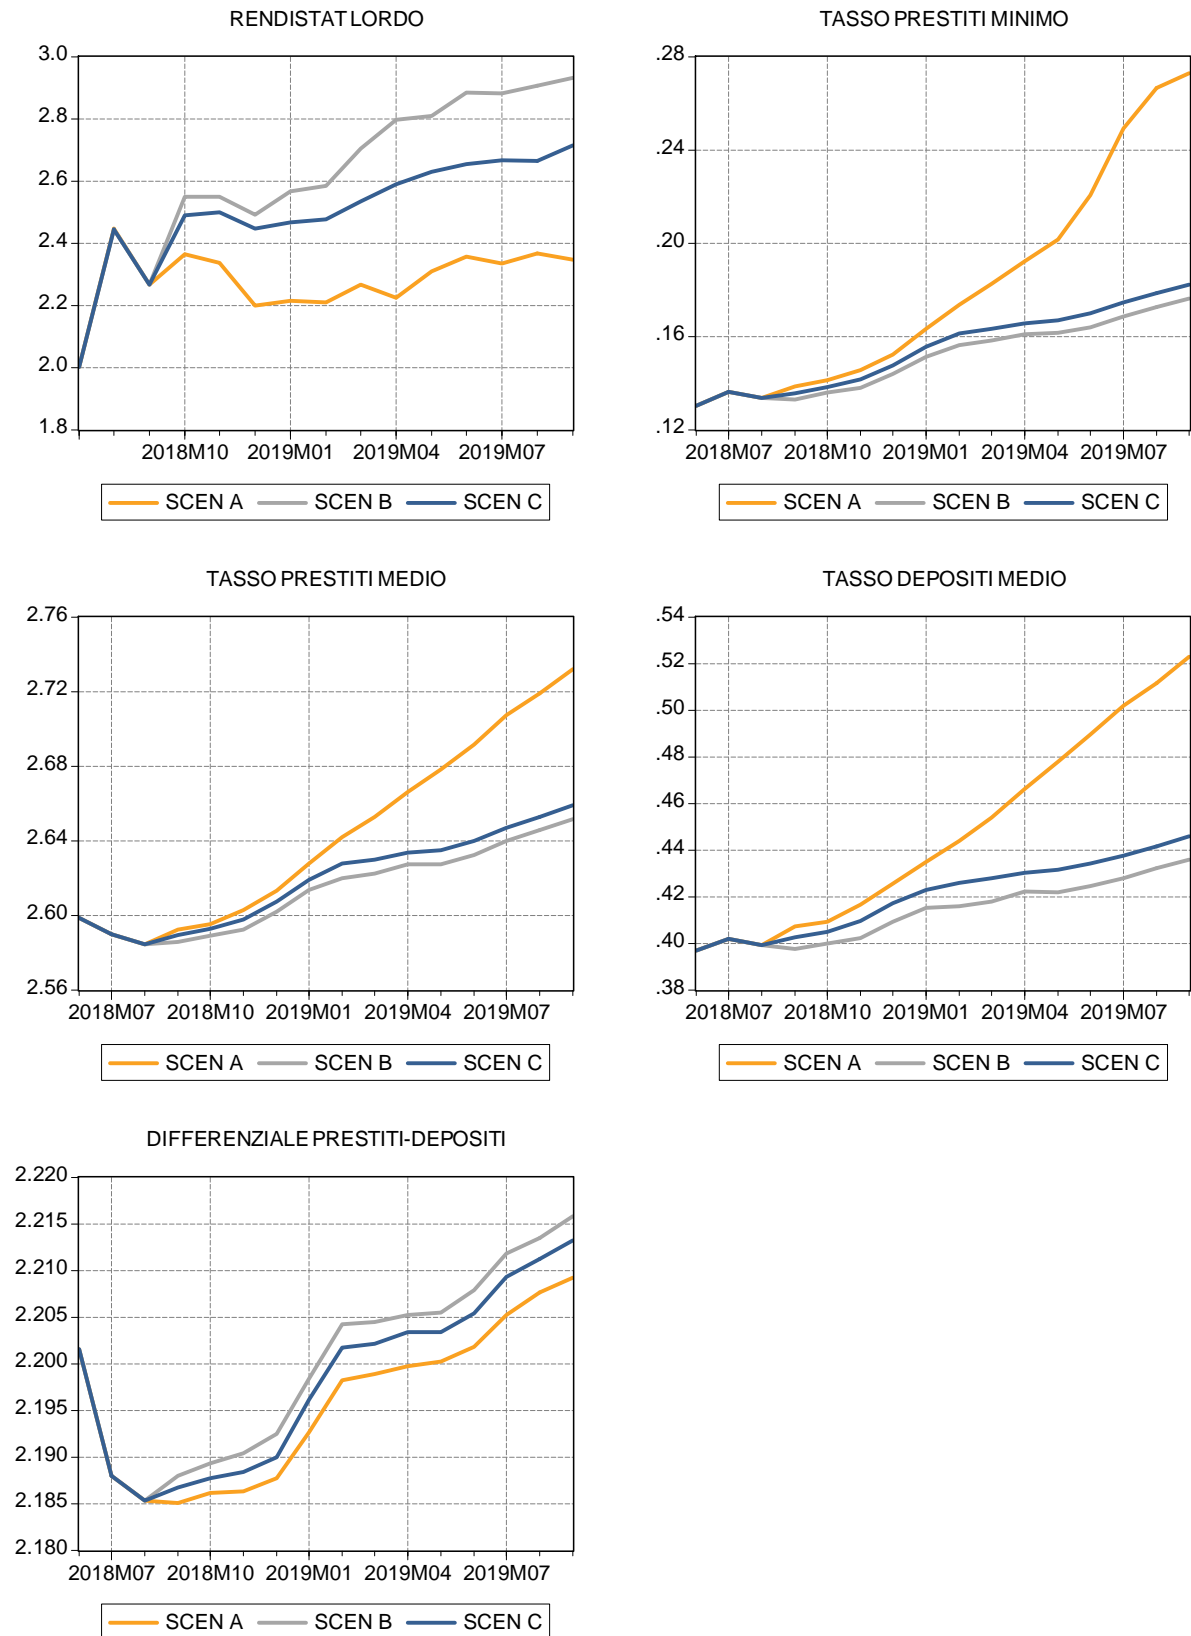 RENDISTAT LORDO
3.0
2.8
2.6
2.4
2.2
2.0
1.8
2018M10 2019M01 2019M04 2019M07
SCEN A SCEN B SCEN C
TASSO PRESTITI MINIMO
.28
.24
.20
.16
.12
2018M07 2018M10 2019M01 2019M04 2019M07
SCEN A SCEN B SCEN C
TASSO PRESTITI MEDIO
2.76
2.72
2.68
2.64
2.60
2.56
2018M07 2018M10 2019M01 2019M04 2019M07
SCEN A SCEN B SCEN C
TASSO DEPOSITI MEDIO
.54
.52
.50
.48
.46
.44
.42
.40
.38
2018M07 2018M10 2019M01 2019M04 2019M07
SCEN A SCEN B SCEN C
DIFFERENZIALE PRESTITI-DEPOSITI
2.220
2.215
2.210
2.205
2.200
2.195
2.190
2.185
2.180
2018M07 2018M10 2019M01 2019M04 2019M07
SCEN A SCEN B SCEN C